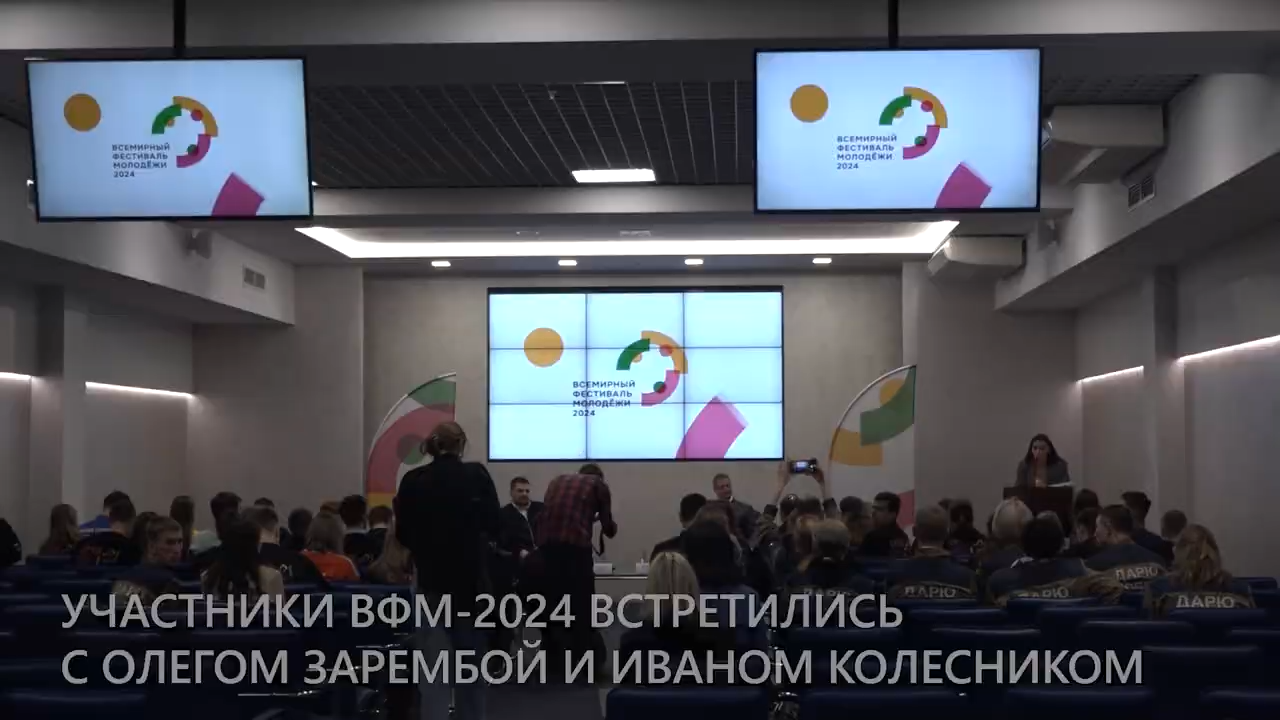 ВСЕМИРНЫЙ
ФЕСТИВАЛЬ
МОЛОДЁЖИ
2024
ВСЕМИРНЫЙ
ФЕСТИВАЛЬ
МОЛОДЁЖИ
2024
ВСЕМИРНЫЙ
ФЕСТИВАЛЬ
МОЛОДЁЖИ
2024
ДАРЮ
ДАРЮ
ДАРЮ
УЧАСТНИКИ ВФМ-2024 ВСТРЕТИЛИСЬ
С ОЛЕГОМ ЗАРЕМБОЙ И ИВАНОМ КОЛЕСНИКОМ